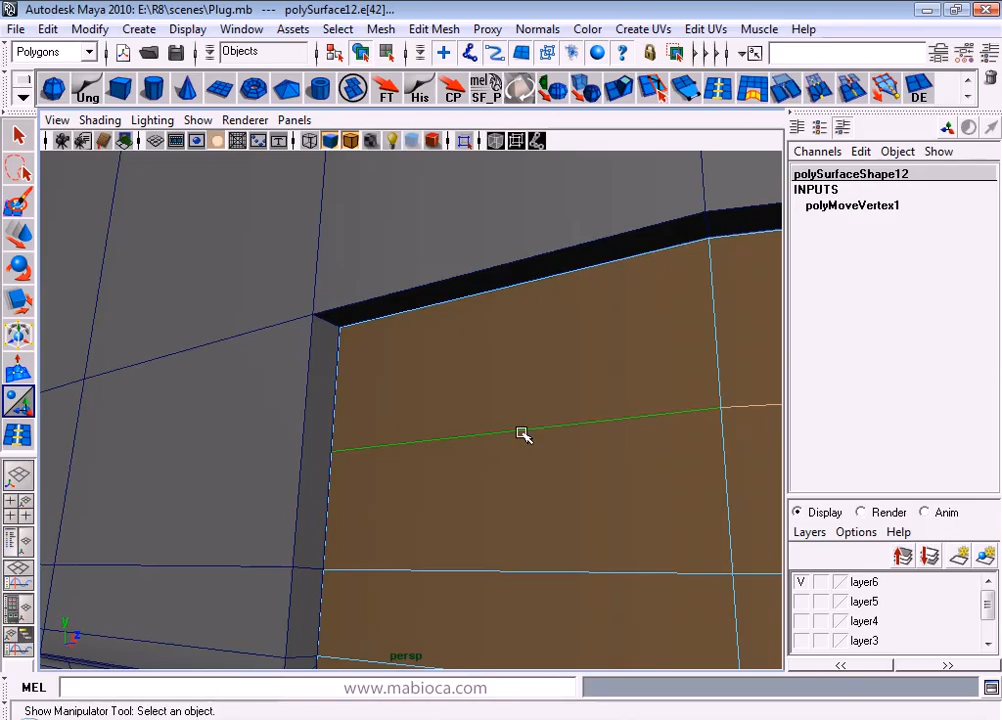 Autodesk Maya 2010: E:\R8\scenes\Plug.mb --- polySurface12.e[42]...
File Edit Modify Create Display Window Assets Select Mesh Edit Mesh Proxy Normals Color Create UVs Edit UVs Muscle Help
Polygons Objects
Ung FT His mel SF_P CP DE
View Shading Lighting Show Renderer Panels
Channels Edit Object Show
polySurfaceShape12
INPUTS
polyMoveVertex1
Display Render Anim
Layers Options Help
V layer6
layer5
layer4
layer3
y
z
persp
<< >>
MEL www.mabioca.com
Show Manipulator Tool: Select an object.